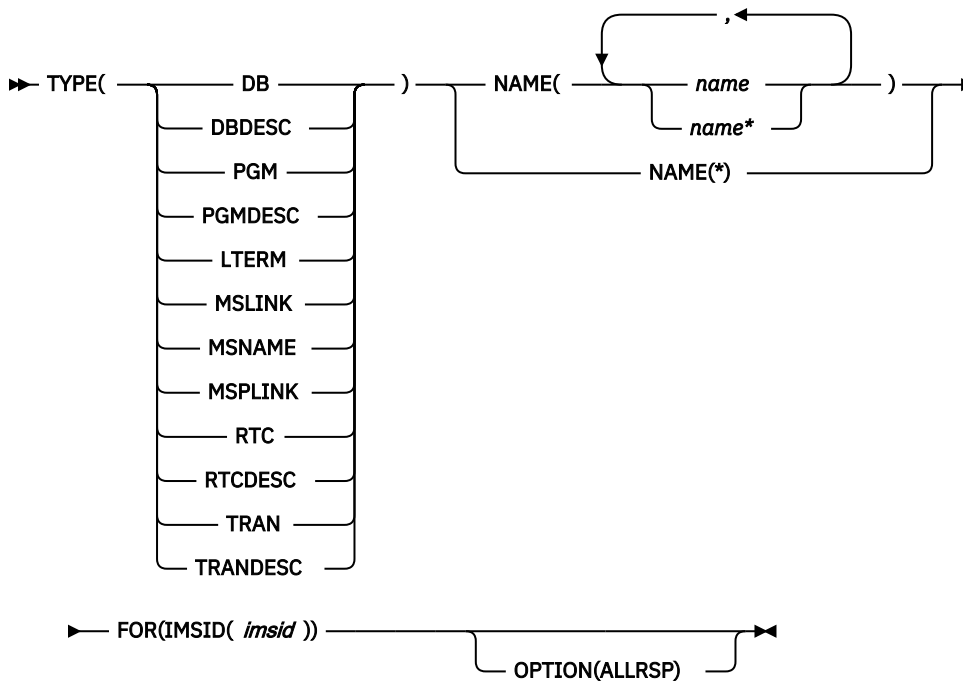 ,
TYPE( DB ) NAME( name )
DBDESC name*
PGM NAME(*)
PGMDESC
LTERM
MSLINK
MSNAME
MSPLINK
RTC
RTCDESC
TRAN
TRANDESC
FOR(IMSID( imsid ))
OPTION(ALLRSP)